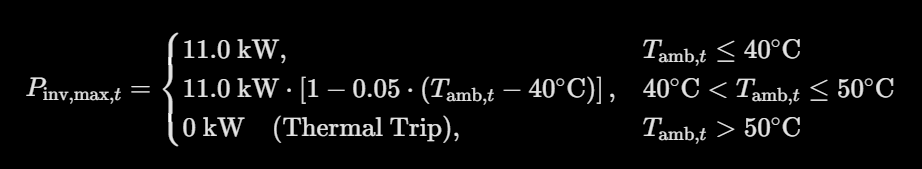 11.0 kW, T_amb,t ≤ 40°C
P_inv,max,t = { 11.0 kW · [1 − 0.05 · (T_amb,t − 40°C)] , 40°C < T_amb,t ≤ 50°C
0 kW (Thermal Trip), T_amb,t > 50°C